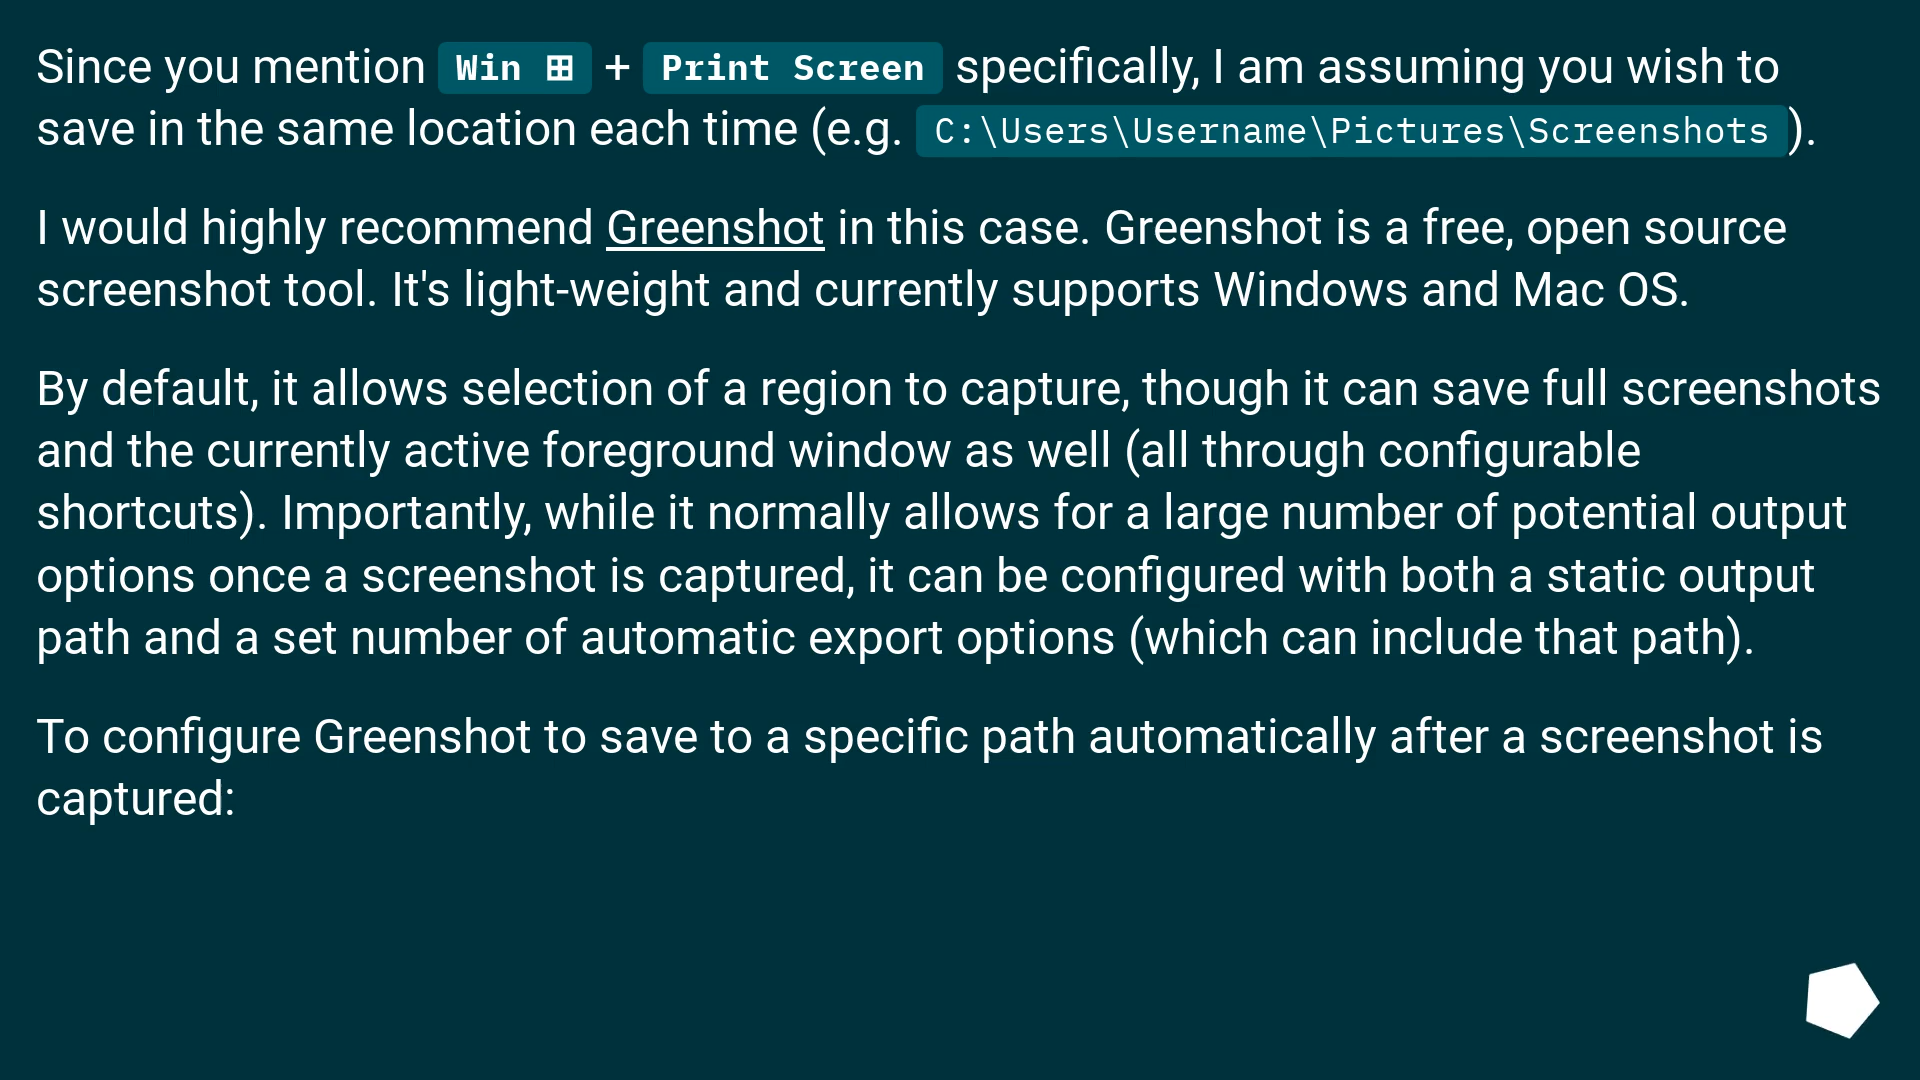 Since you mention Win ⊞ + Print Screen specifically, I am assuming you wish to
save in the same location each time (e.g. C:\Users\Username\Pictures\Screenshots).
I would highly recommend Greenshot in this case. Greenshot is a free, open source
screenshot tool. It's light-weight and currently supports Windows and Mac OS.
By default, it allows selection of a region to capture, though it can save full screenshots
and the currently active foreground window as well (all through configurable
shortcuts). Importantly, while it normally allows for a large number of potential output
options once a screenshot is captured, it can be configured with both a static output
path and a set number of automatic export options (which can include that path).
To configure Greenshot to save to a specific path automatically after a screenshot is
captured: